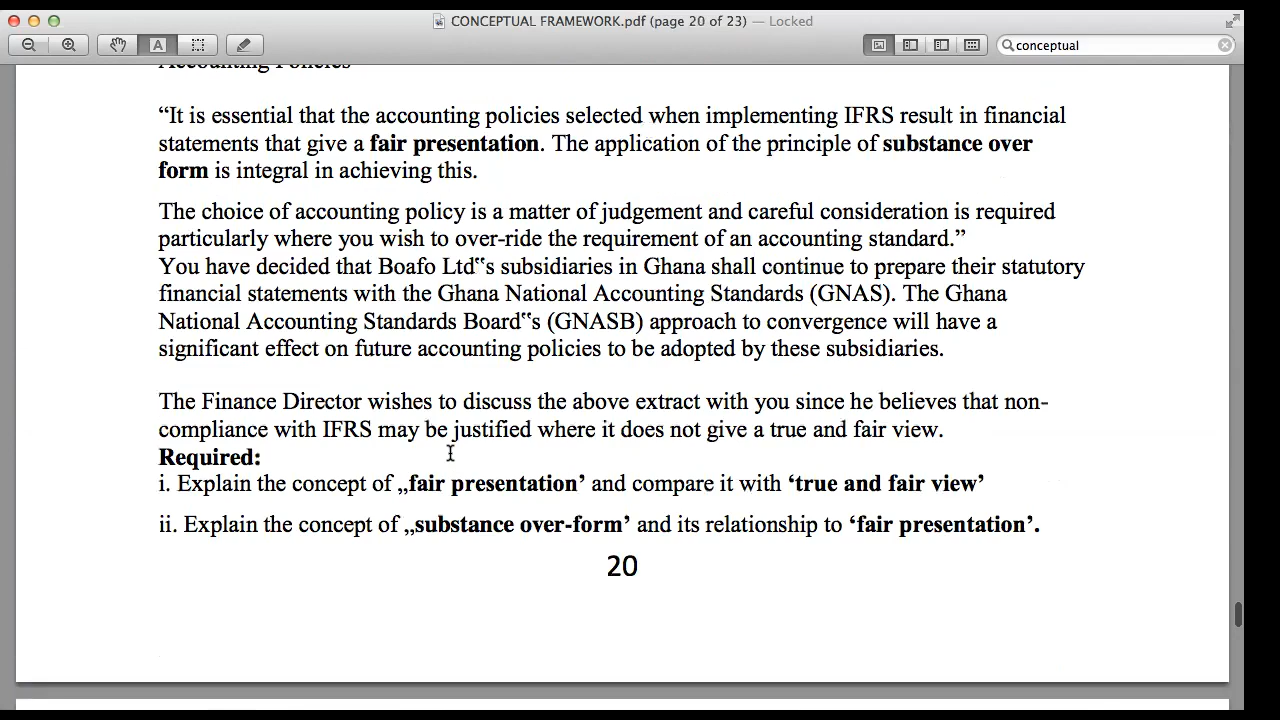 CONCEPTUAL FRAMEWORK.pdf (page 20 of 23) — Locked
conceptual
Accounting Policies
“It is essential that the accounting policies selected when implementing IFRS result in financial
statements that give a fair presentation. The application of the principle of substance over
form is integral in achieving this.
The choice of accounting policy is a matter of judgement and careful consideration is required
particularly where you wish to over-ride the requirement of an accounting standard.”
You have decided that Boafo Ltd‟s subsidiaries in Ghana shall continue to prepare their statutory
financial statements with the Ghana National Accounting Standards (GNAS). The Ghana
National Accounting Standards Board‟s (GNASB) approach to convergence will have a
significant effect on future accounting policies to be adopted by these subsidiaries.
The Finance Director wishes to discuss the above extract with you since he believes that non-
compliance with IFRS may be justified where it does not give a true and fair view.
Required:
i. Explain the concept of „fair presentation’ and compare it with ‘true and fair view’
ii. Explain the concept of „substance over-form’ and its relationship to ‘fair presentation’.
20